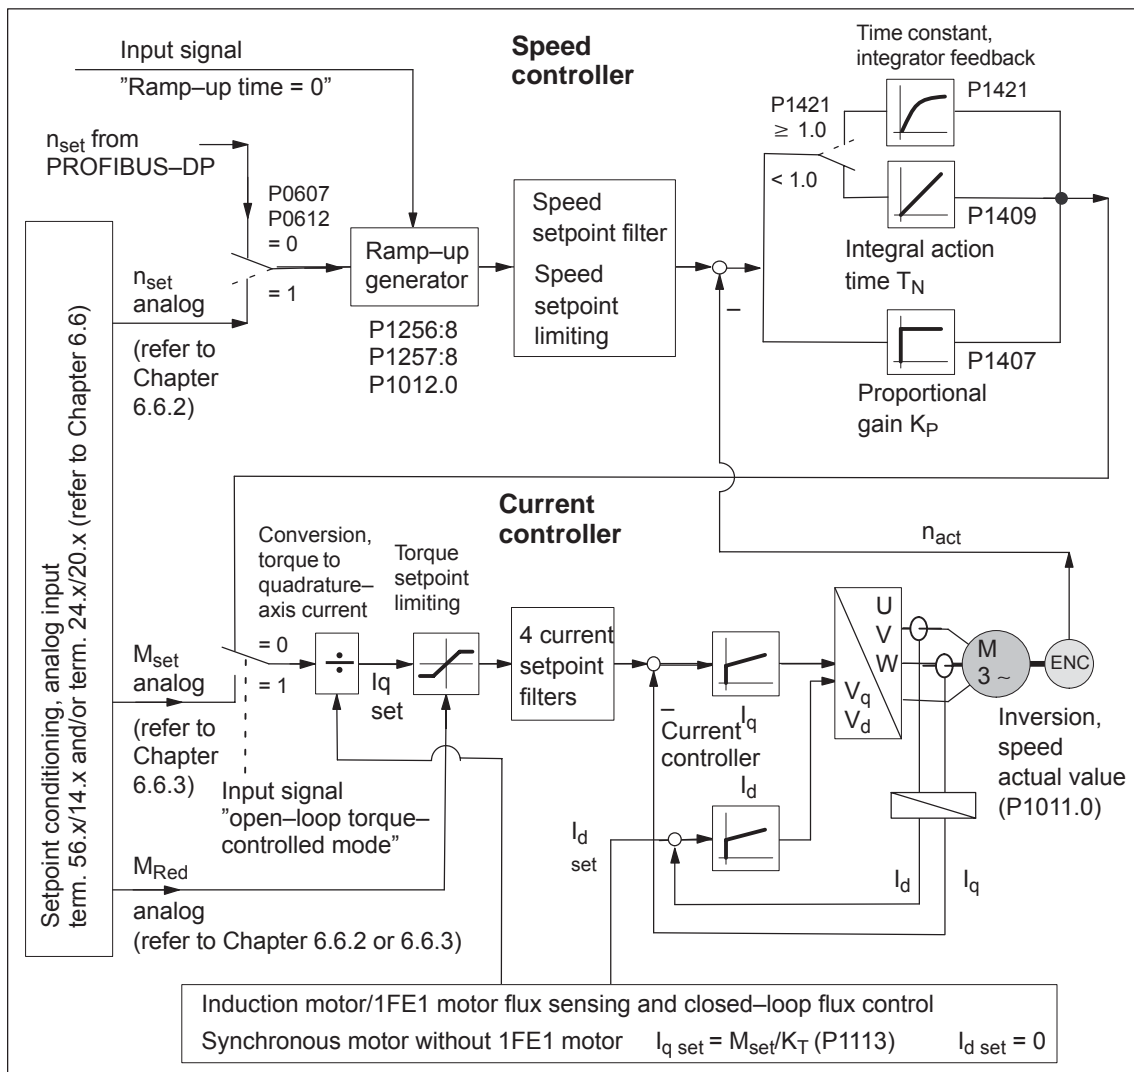 Input signal
”Ramp–up time = 0”
Speed
controller
Time constant,
integrator feedback
P1421
P1421
≥ 1.0
< 1.0
n_set from
PROFIBUS–DP
P0607
P0612
= 0
= 1
Ramp–up
generator
P1256:8
P1257:8
P1012.0
Speed
setpoint filter
Speed
setpoint
limiting
–
P1409
Integral action
time T_N
P1407
Proportional
gain K_P
n_set
analog
(refer to
Chapter
6.6.2)
Setpoint conditioning, analog input
term. 56.x/14.x and/or term. 24.x/20.x (refer to Chapter 6.6)
Current
controller
n_act
Conversion,
torque to
quadrature–
axis current
Torque
setpoint
limiting
M_set
analog
= 0
= 1
(refer to
Chapter
6.6.3)
÷
Iq
set
4 current
setpoint
filters
–
Current
controller
I_q
I_d
U
V
W
V_q
V_d
M
3 ~
ENC
Inversion,
speed
actual value
(P1011.0)
Input signal
”open–loop torque–
controlled mode”
I_d
set
I_d
I_q
M_Red
analog
(refer to Chapter 6.6.2 or 6.6.3)
Induction motor/1FE1 motor flux sensing and closed–loop flux control
Synchronous motor without 1FE1 motor I_q set = M_set/K_T (P1113) I_d set = 0